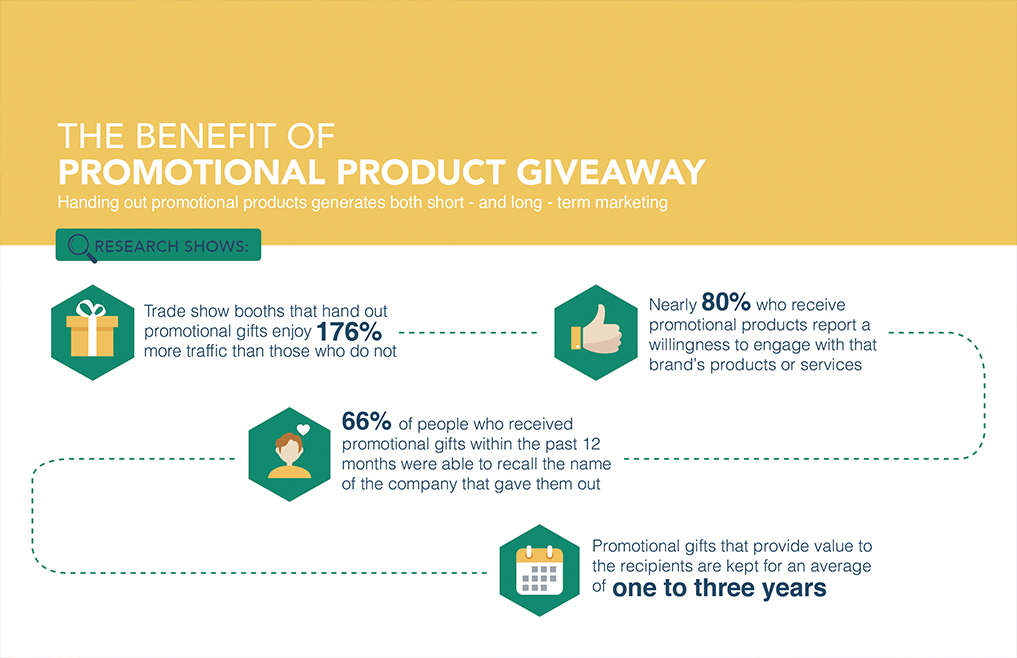 THE BENEFIT OF
PROMOTIONAL PRODUCT GIVEAWAY
Handing out promotional products generates both short - and long - term marketing
RESEARCH SHOWS:
Trade show booths that hand out
promotional gifts enjoy 176%
more traffic than those who do not
Nearly 80% who receive
promotional products report a
willingness to engage with that
brand's products or services
66% of people who received
promotional gifts within the past 12
months were able to recall the name
of the company that gave them out
Promotional gifts that provide value to
the recipients are kept for an average
of one to three years